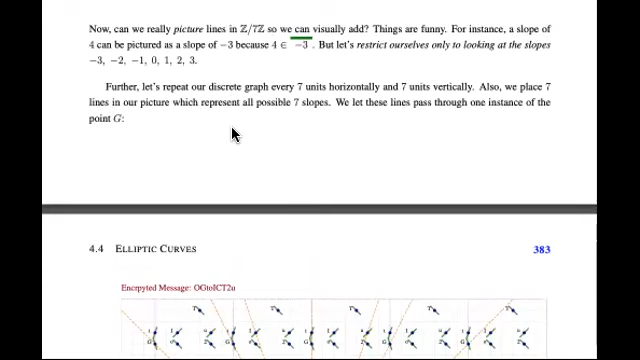 Now, can we really picture lines in ℤ/7ℤ so we can visually add? Things are funny. For instance, a slope of
4 can be pictured as a slope of −3 because 4 ∈ −3 . But let's restrict ourselves only to looking at the slopes
−3, −2, −1, 0, 1, 2, 3.
Further, let's repeat our discrete graph every 7 units horizontally and 7 units vertically. Also, we place 7
lines in our picture which represent all possible 7 slopes. We let these lines pass through one instance of the
point G:
4.4 ELLIPTIC CURVES 383
Encrpyted Message: OGtoICT2u
T T T T T
t I u t I u t I u t I u t I u
G 2 G 2 G 2 G 2 G 2